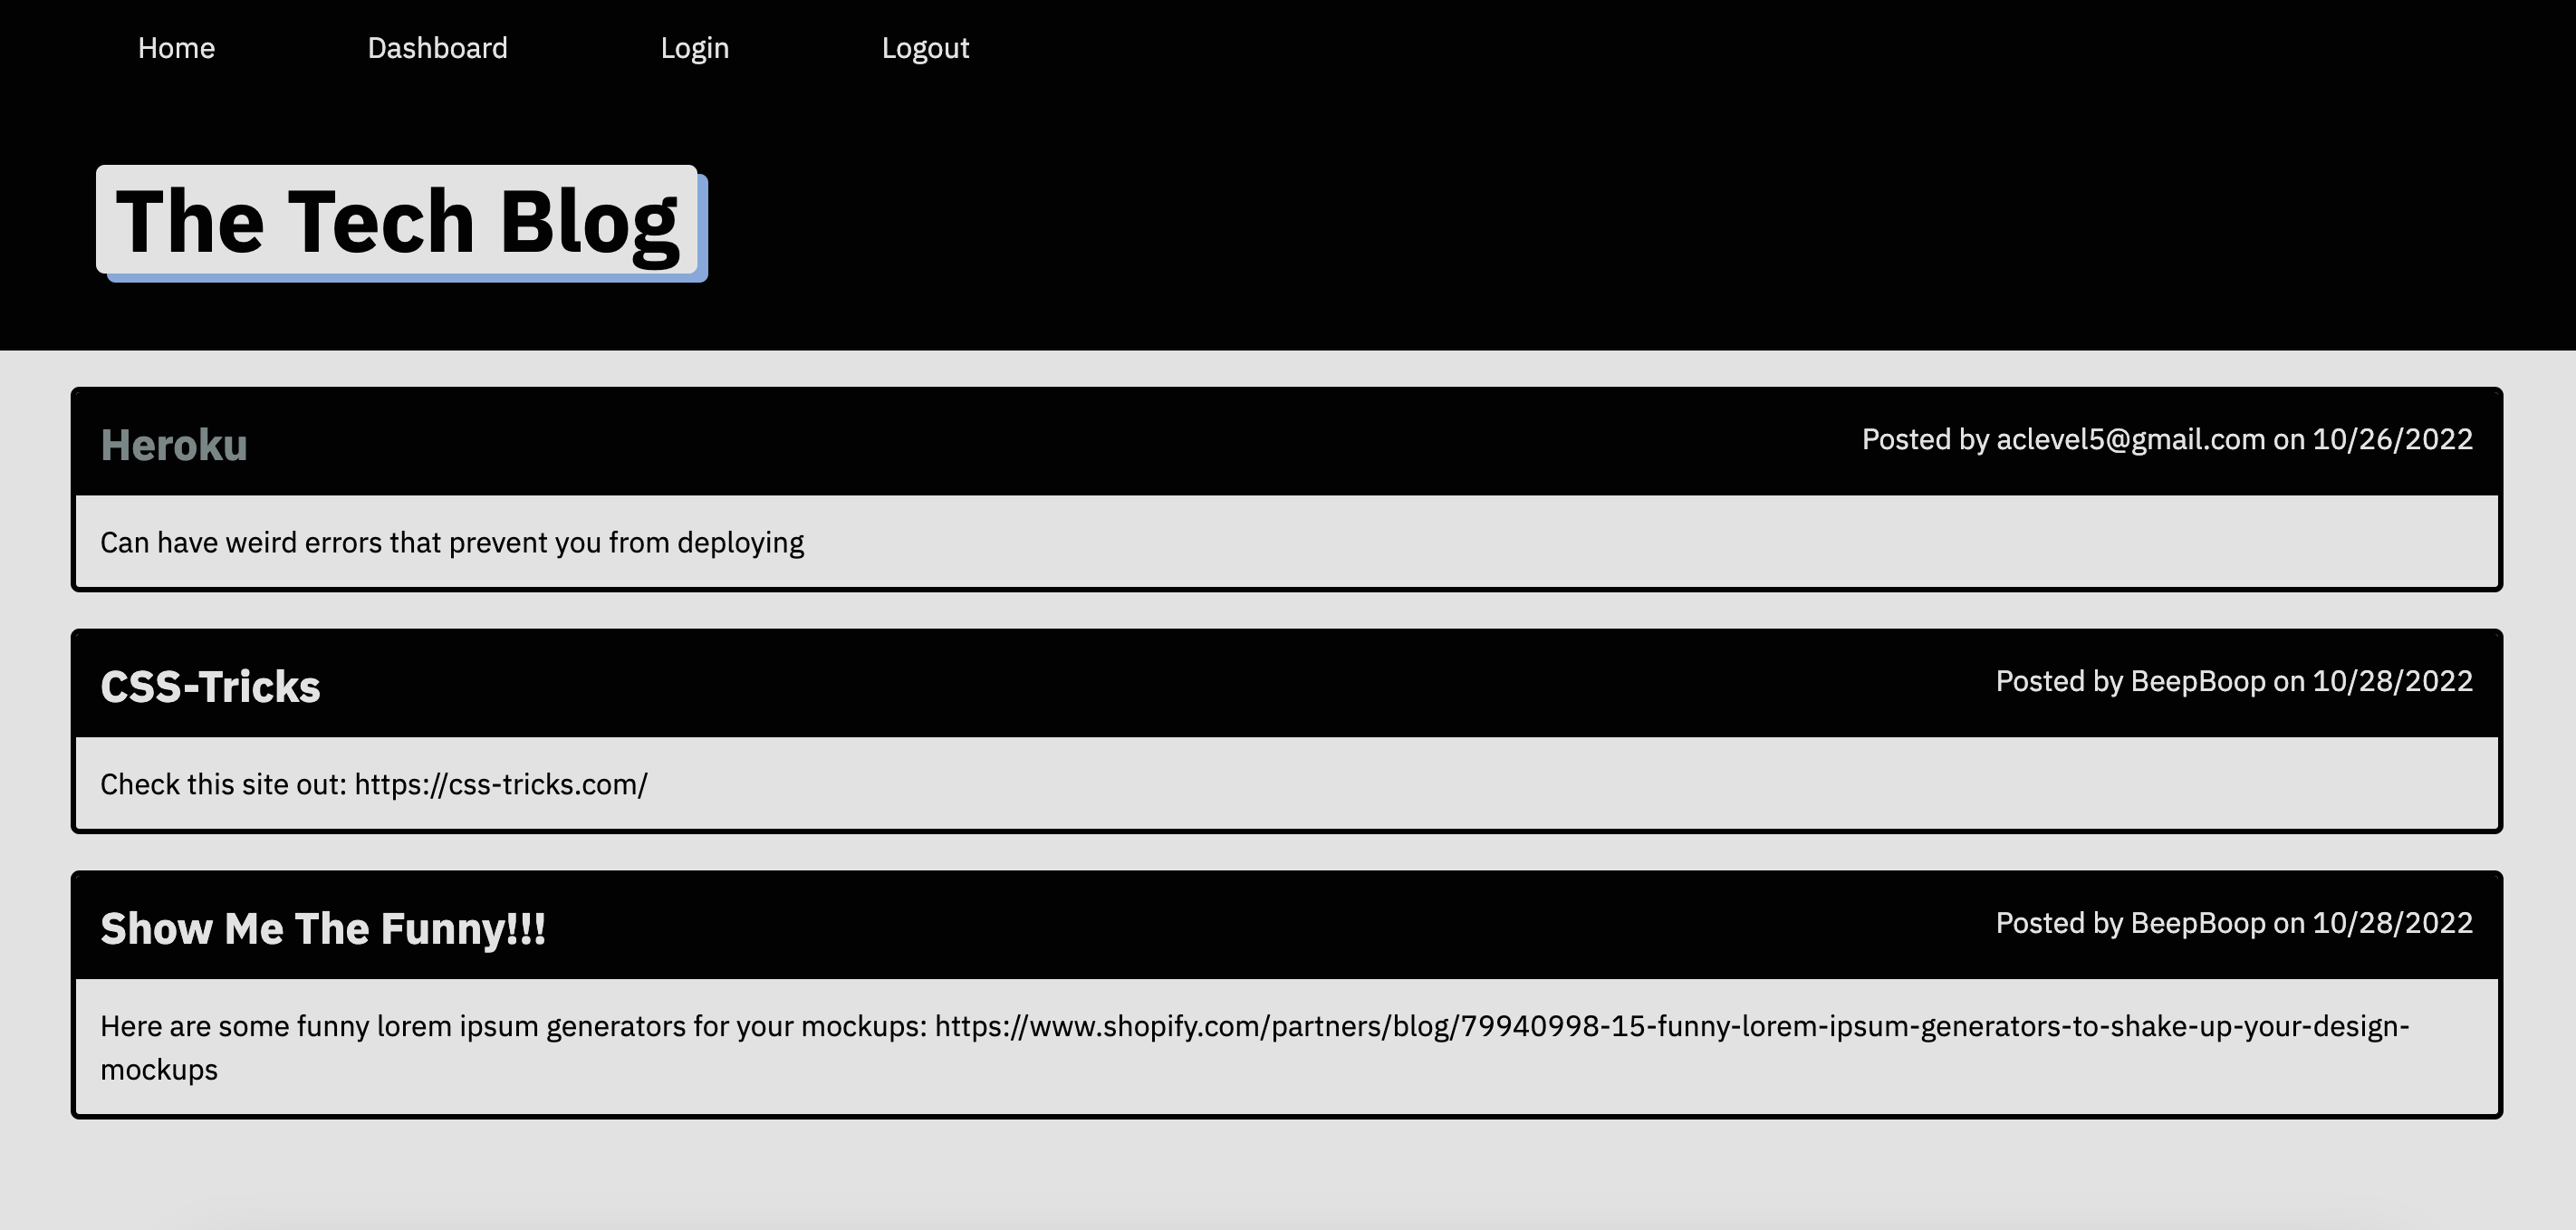 Home Dashboard Login Logout
The Tech Blog
Heroku Posted by aclevel5@gmail.com on 10/26/2022
Can have weird errors that prevent you from deploying
CSS-Tricks Posted by BeepBoop on 10/28/2022
Check this site out: https://css-tricks.com/
Show Me The Funny!!! Posted by BeepBoop on 10/28/2022
Here are some funny lorem ipsum generators for your mockups: https://www.shopify.com/partners/blog/79940998-15-funny-lorem-ipsum-generators-to-shake-up-your-design-
mockups